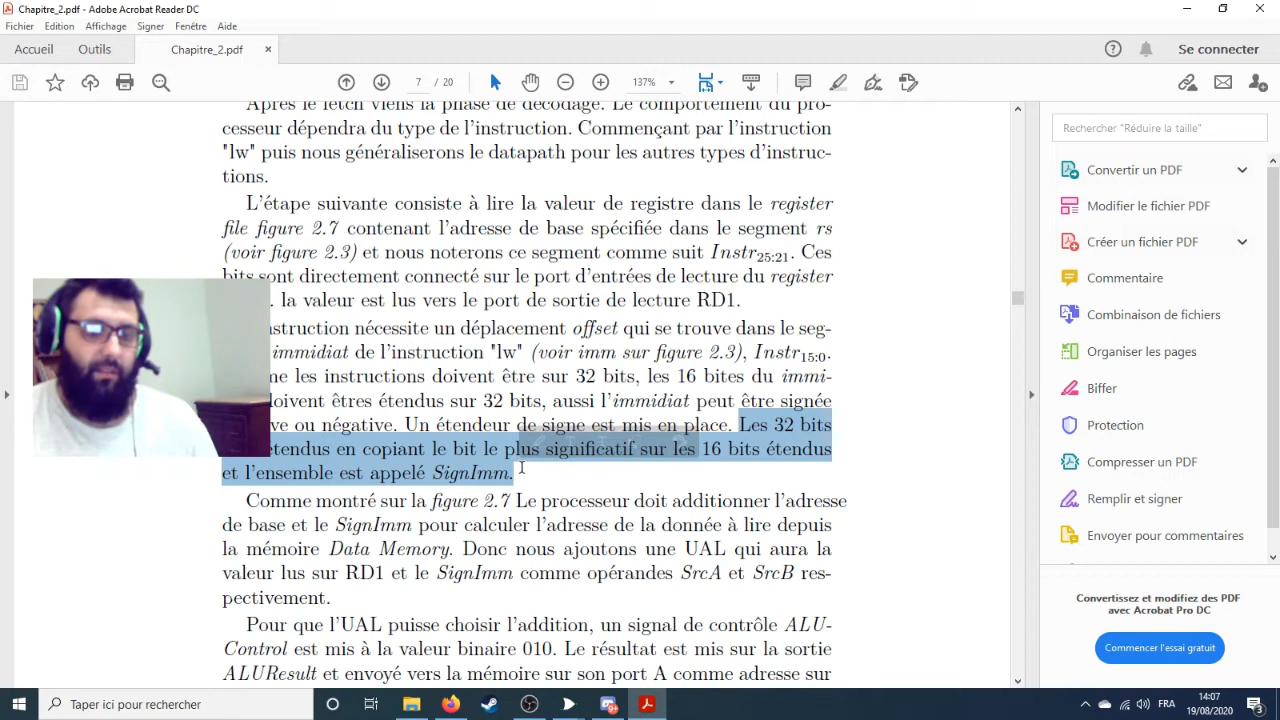 Chapitre_2.pdf - Adobe Acrobat Reader DC
Fichier Edition Affichage Signer Fenêtre Aide
Accueil Outils Chapitre_2.pdf × Se connecter
7 / 20 137%
Après le fetch viens la phase de décodage. Le comportement du pro-
cesseur dépendra du type de l'instruction. Commençant par l'instruction
"lw" puis nous généraliserons le datapath pour les autres types d'instruc-
tions.
L'étape suivante consiste à lire la valeur de registre dans le register
file figure 2.7 contenant l'adresse de base spécifiée dans le segment rs
(voir figure 2.3) et nous noterons ce segment comme suit Instr25:21. Ces
bits sont directement connecté sur le port d'entrées de lecture du register
. la valeur est lus vers le port de sortie de lecture RD1.
nstruction nécessite un déplacement offset qui se trouve dans le seg-
immidiat de l'instruction "lw" (voir imm sur figure 2.3), Instr15:0.
me les instructions doivent être sur 32 bits, les 16 bites du immi-
doivent êtres étendus sur 32 bits, aussi l'immidiat peut être signée
ve ou négative. Un étendeur de signe est mis en place. Les 32 bits
etendus en copiant le bit le plus significatif sur les 16 bits étendus
et l'ensemble est appelé SignImm.
Comme montré sur la figure 2.7 Le processeur doit additionner l'adresse
de base et le SignImm pour calculer l'adresse de la donnée à lire depuis
la mémoire Data Memory. Donc nous ajoutons une UAL qui aura la
valeur lus sur RD1 et le SignImm comme opérandes SrcA et SrcB res-
pectivement.
Pour que l'UAL puisse choisir l'addition, un signal de contrôle ALU-
Control est mis à la valeur binaire 010. Le résultat est mis sur la sortie
ALUResult et envoyé vers la mémoire sur son port A comme adresse sur
Rechercher "Réduire la taille"
Convertir un PDF
Modifier le fichier PDF
Créer un fichier PDF
Commentaire
Combinaison de fichiers
Organiser les pages
Biffer
Protection
Compresser un PDF
Remplir et signer
Envoyer pour commentaires
Convertissez et modifiez des PDF
avec Acrobat Pro DC
Commencer l'essai gratuit
Taper ici pour rechercher
FRA
14:07
19/08/2020
3